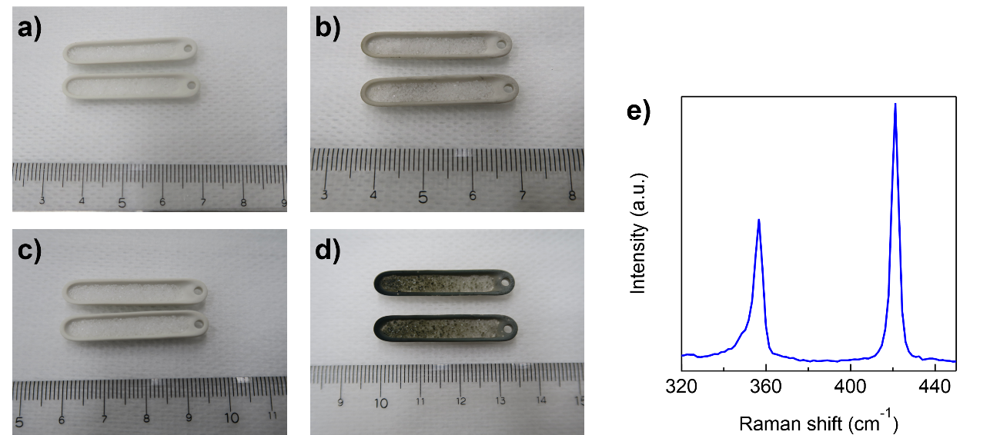 a)
3 4 5 6 7 8 9
b)
3 4 5 6 7 8
c)
5 6 7 8 9 10 11
d)
9 10 11 12 13 14 15
e)
Intensity (a.u.)
320 360 400 440
Raman shift (cm⁻¹)